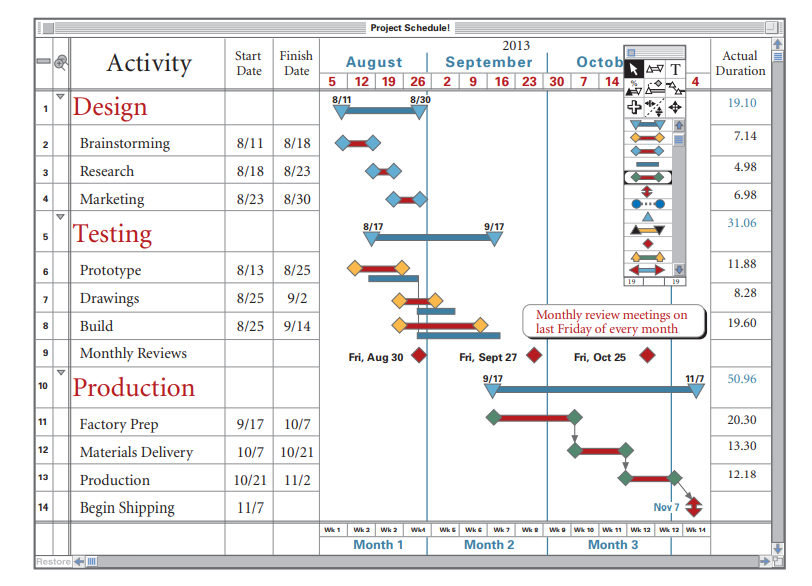 Project Schedule!
2013
Activity
Start Date
Finish Date
August
September
Octob
Actual Duration
5 12 19 26 2 9 16 23 30 7 14 4
T
%
1 Design 8/11 8/30 19.10
2 Brainstorming 8/11 8/18 7.14
3 Research 8/18 8/23 4.98
4 Marketing 8/23 8/30 6.98
5 Testing 8/17 9/17 31.06
6 Prototype 8/13 8/25 11.88
7 Drawings 8/25 9/2 8.28
8 Build 8/25 9/14 19.60
19 19
Monthly review meetings on
last Friday of every month
9 Monthly Reviews Fri, Aug 30 Fri, Sept 27 Fri, Oct 25
10 Production 9/17 11/7 50.96
11 Factory Prep 9/17 10/7 20.30
12 Materials Delivery 10/7 10/21 13.30
13 Production 10/21 11/2 12.18
14 Begin Shipping 11/7 Nov 7
Wk 1 Wk 2 Wk 3 Wk4 Wk 5 Wk 6 Wk 7 Wk 8 Wk 9 Wk 10 Wk 11 Wk 12 Wk 13 Wk 14
Month 1 Month 2 Month 3
Restore